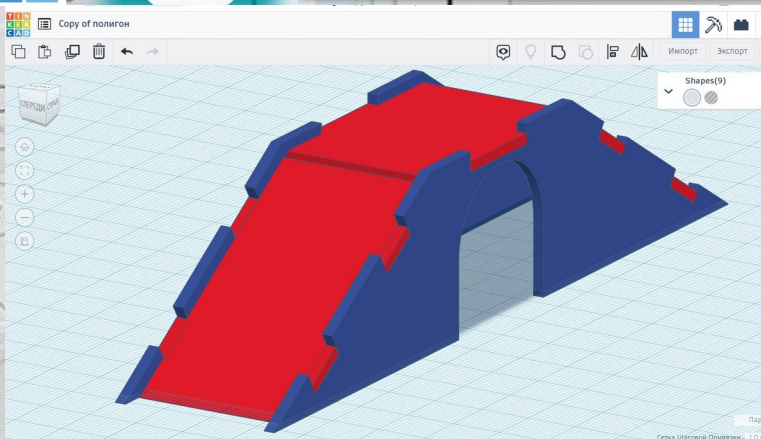 TIN
KER
CAD
Copy of полигон
Импорт
Экспорт
Shapes(9)
СПЕРЕДИ